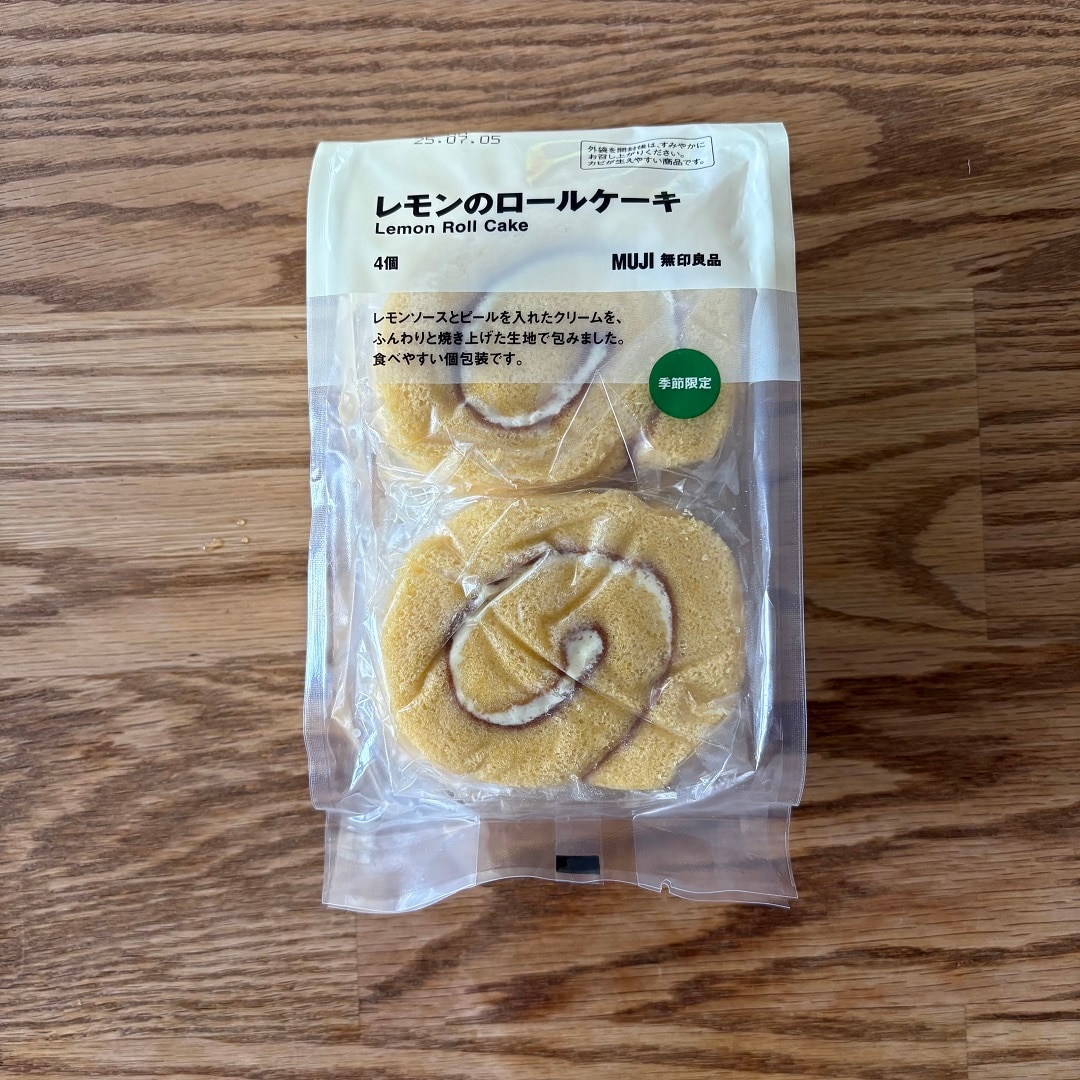 25.07.05
外袋を開封後は、すみやかに
お召し上がりください。
カビが生えやすい商品です。
レモンのロールケーキ
Lemon Roll Cake
4個
MUJI 無印良品
レモンソースとピールを入れたクリームを、
ふんわりと焼き上げた生地で包みました。
食べやすい個包装です。
季節限定